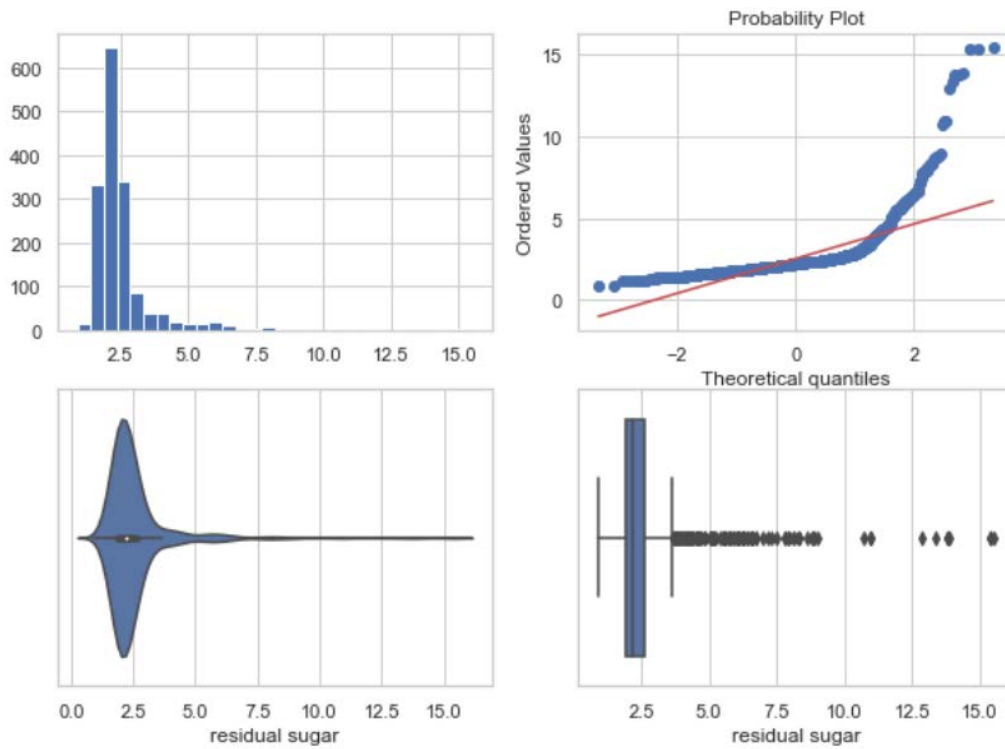 Probability Plot
600
500
400
300
200
100
0
2.5 5.0 7.5 10.0 12.5 15.0
Ordered Values
15
10
5
0
−2 0 2
Theoretical quantiles
0.0 2.5 5.0 7.5 10.0 12.5 15.0
residual sugar
2.5 5.0 7.5 10.0 12.5 15.0
residual sugar